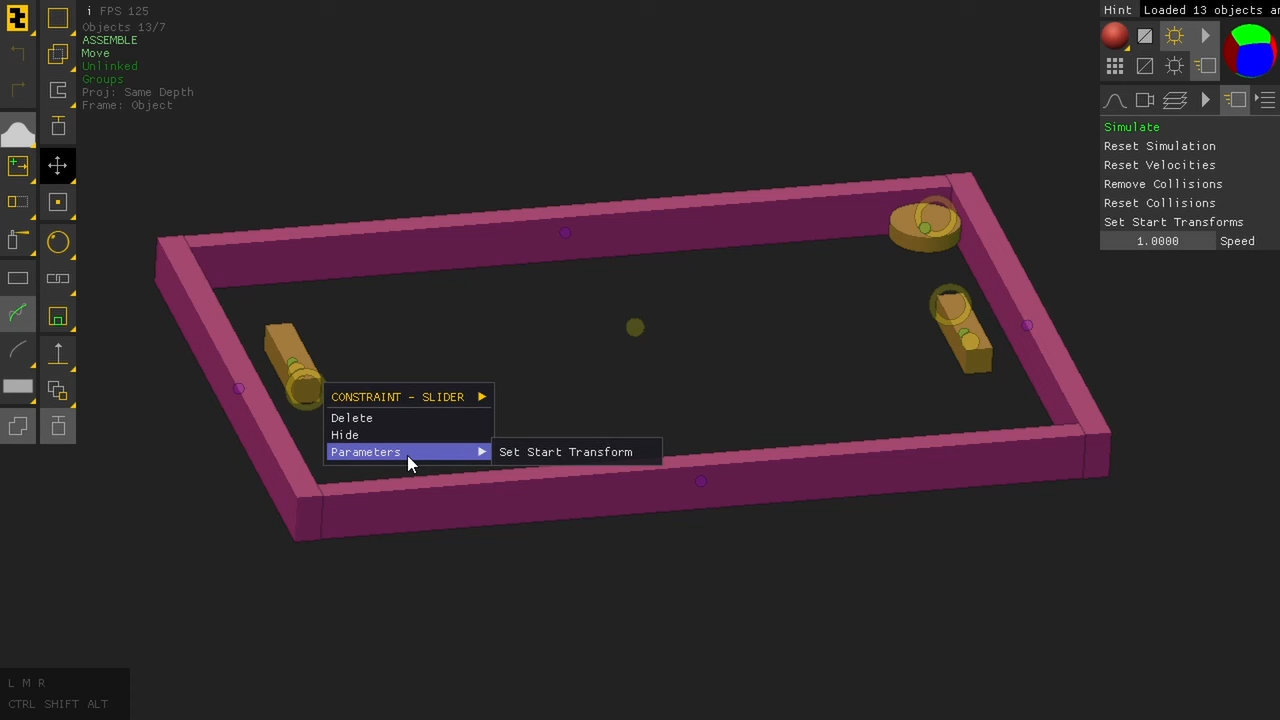 i FPS 125
Objects 13/7
ASSEMBLE
Move
Unlinked
Groups
Proj: Same Depth
Frame: Object
Hint Loaded 13 objects
Simulate
Reset Simulation
Reset Velocities
Remove Collisions
Reset Collisions
Set Start Transforms
1.0000 Speed
CONSTRAINT - SLIDER
Delete
Hide
Parameters
Set Start Transform
L M R
CTRL SHIFT ALT